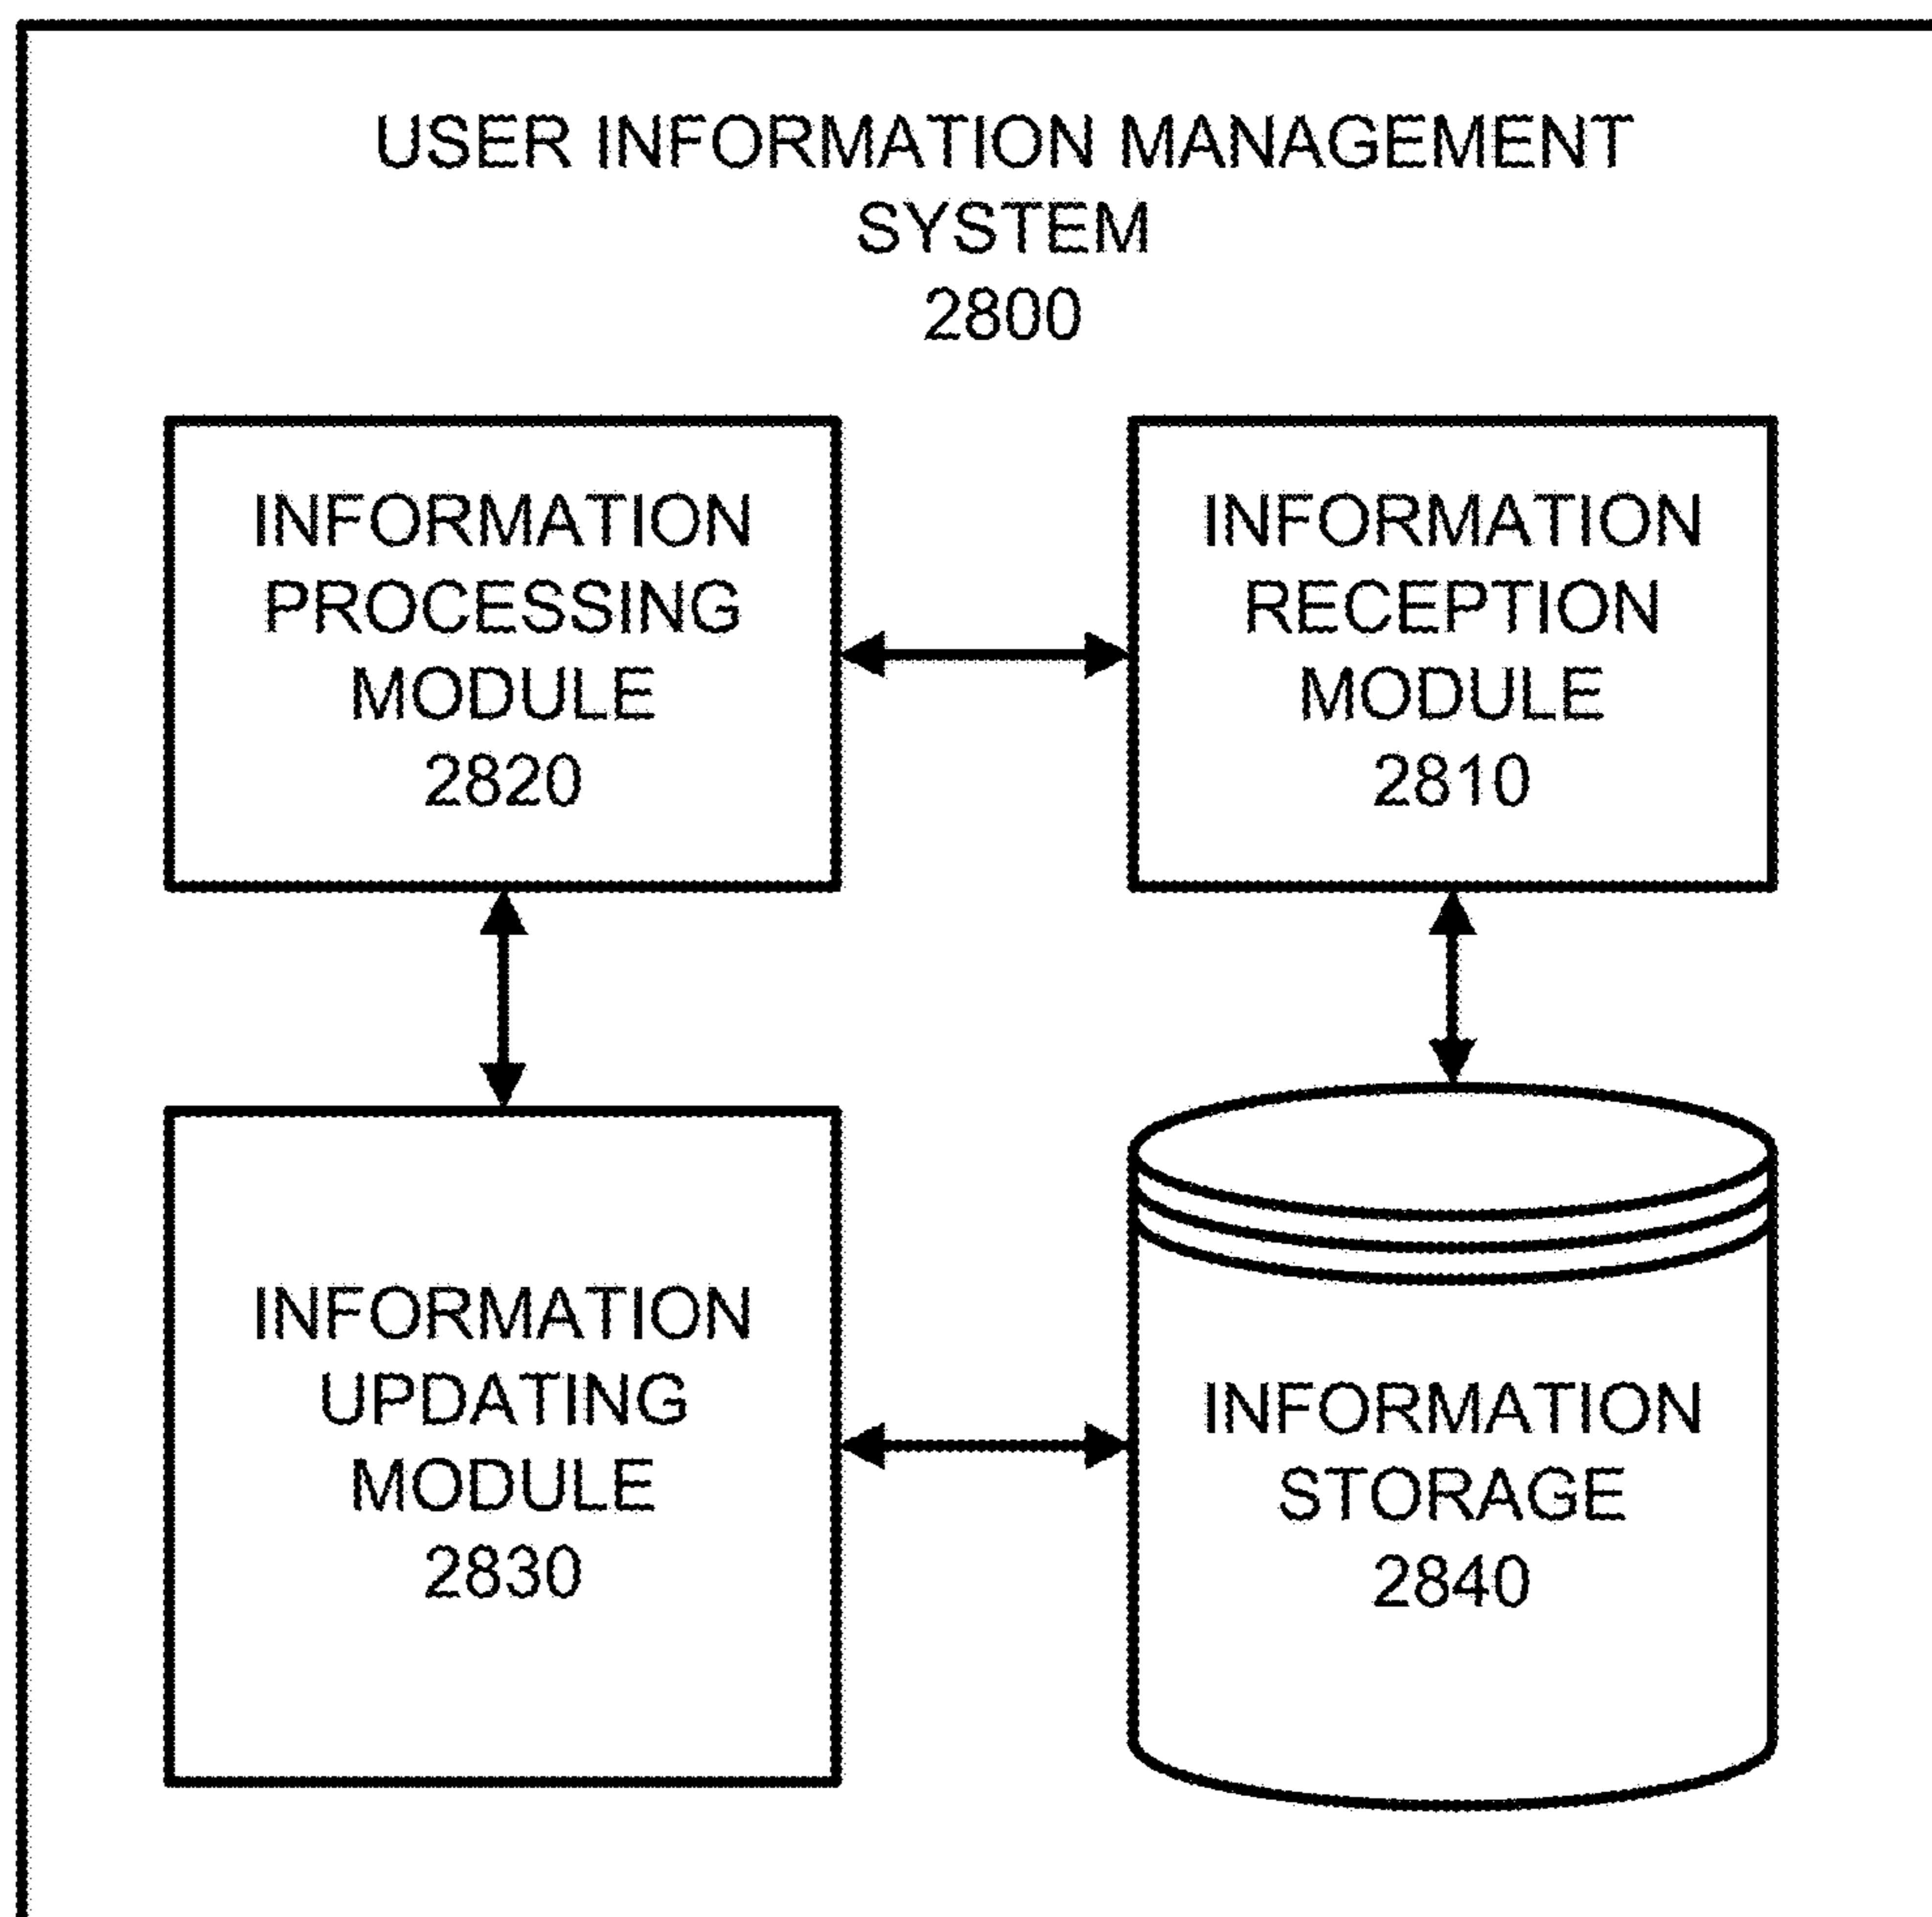 USER INFORMATION MANAGEMENT
SYSTEM
2800
INFORMATION
PROCESSING
MODULE
2820
INFORMATION
RECEPTION
MODULE
2810
INFORMATION
UPDATING
MODULE
2830
INFORMATION
STORAGE
2840